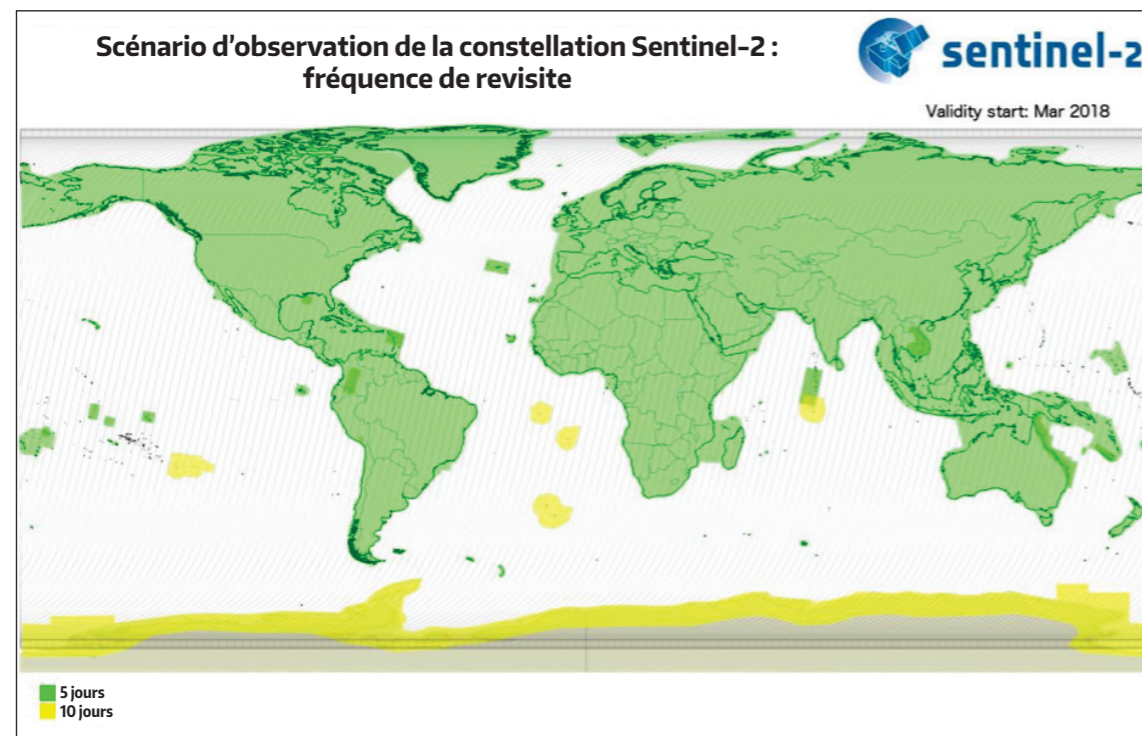 Scénario d’observation de la constellation Sentinel-2 :
fréquence de revisite
sentinel-2
Validity start: Mar 2018
5 jours
10 jours